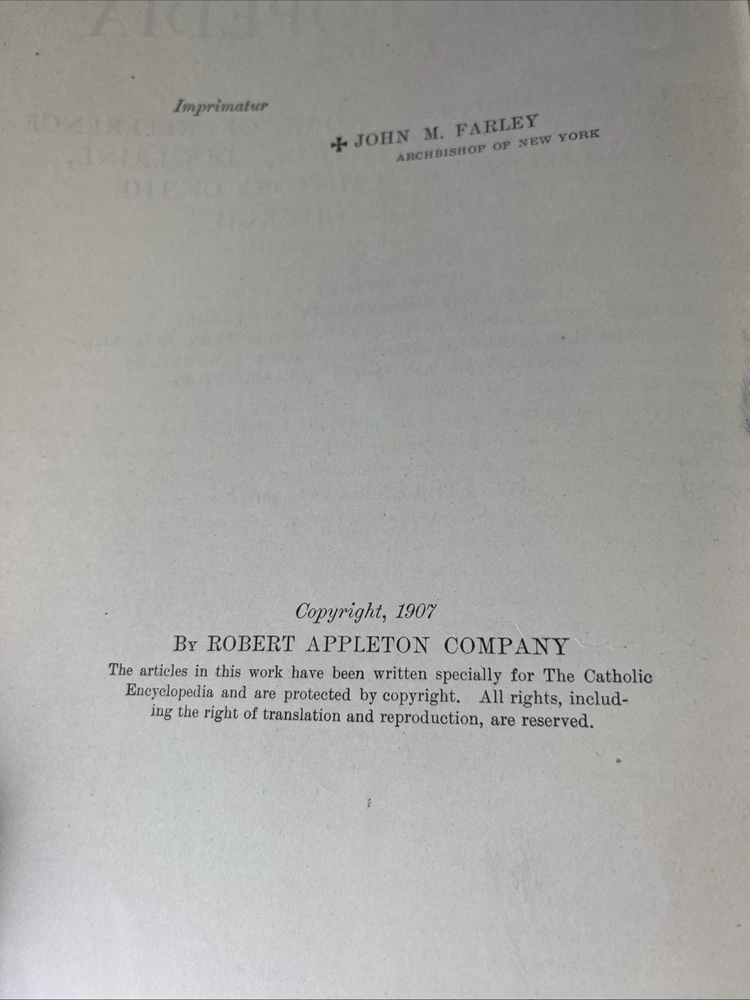 Imprimatur
✠ JOHN M. FARLEY
ARCHBISHOP OF NEW YORK
Copyright, 1907
By ROBERT APPLETON COMPANY
The articles in this work have been written specially for The Catholic
Encyclopedia and are protected by copyright. All rights, includ-
ing the right of translation and reproduction, are reserved.